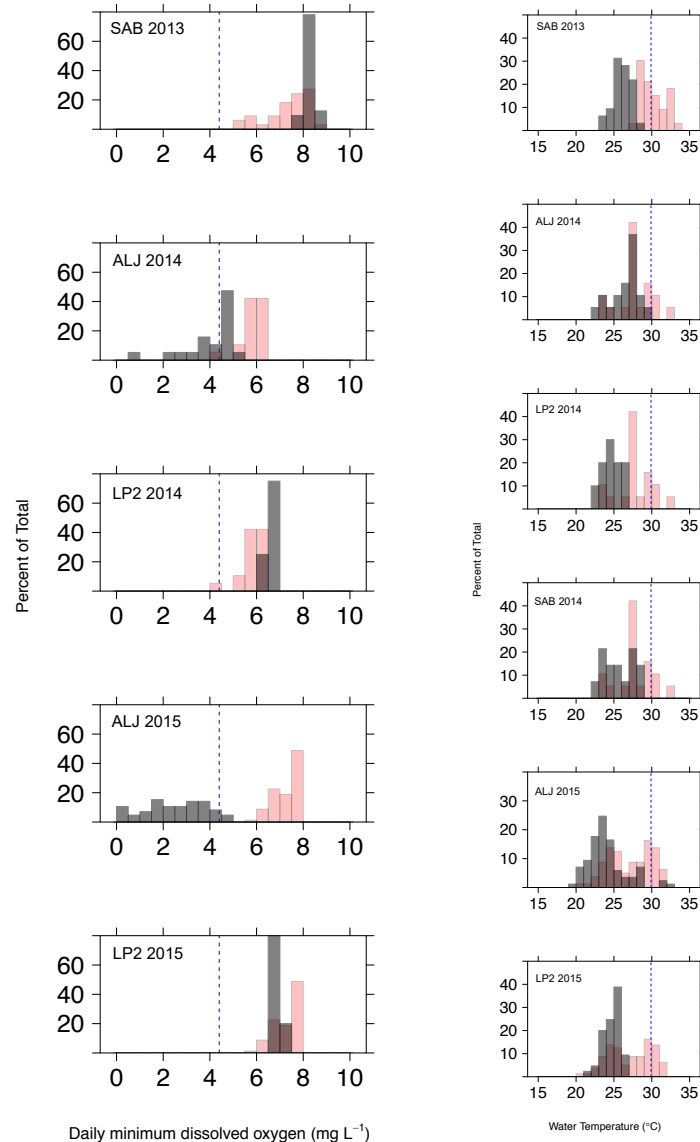 SAB 2013
60
40
20
0 2 4 6 8 10
ALJ 2014
60
40
20
0 2 4 6 8 10
LP2 2014
60
40
20
0 2 4 6 8 10
ALJ 2015
60
40
20
0 2 4 6 8 10
LP2 2015
60
40
20
0 2 4 6 8 10
Percent of Total
Daily minimum dissolved oxygen (mg L⁻¹)
SAB 2013
40
30
20
10
15 20 25 30 35
ALJ 2014
40
30
20
10
15 20 25 30 35
LP2 2014
40
30
20
10
15 20 25 30 35
SAB 2014
40
30
20
10
15 20 25 30 35
ALJ 2015
30
20
10
15 20 25 30 35
LP2 2015
40
30
20
10
15 20 25 30 35
Percent of Total
Water Temperature (°C)